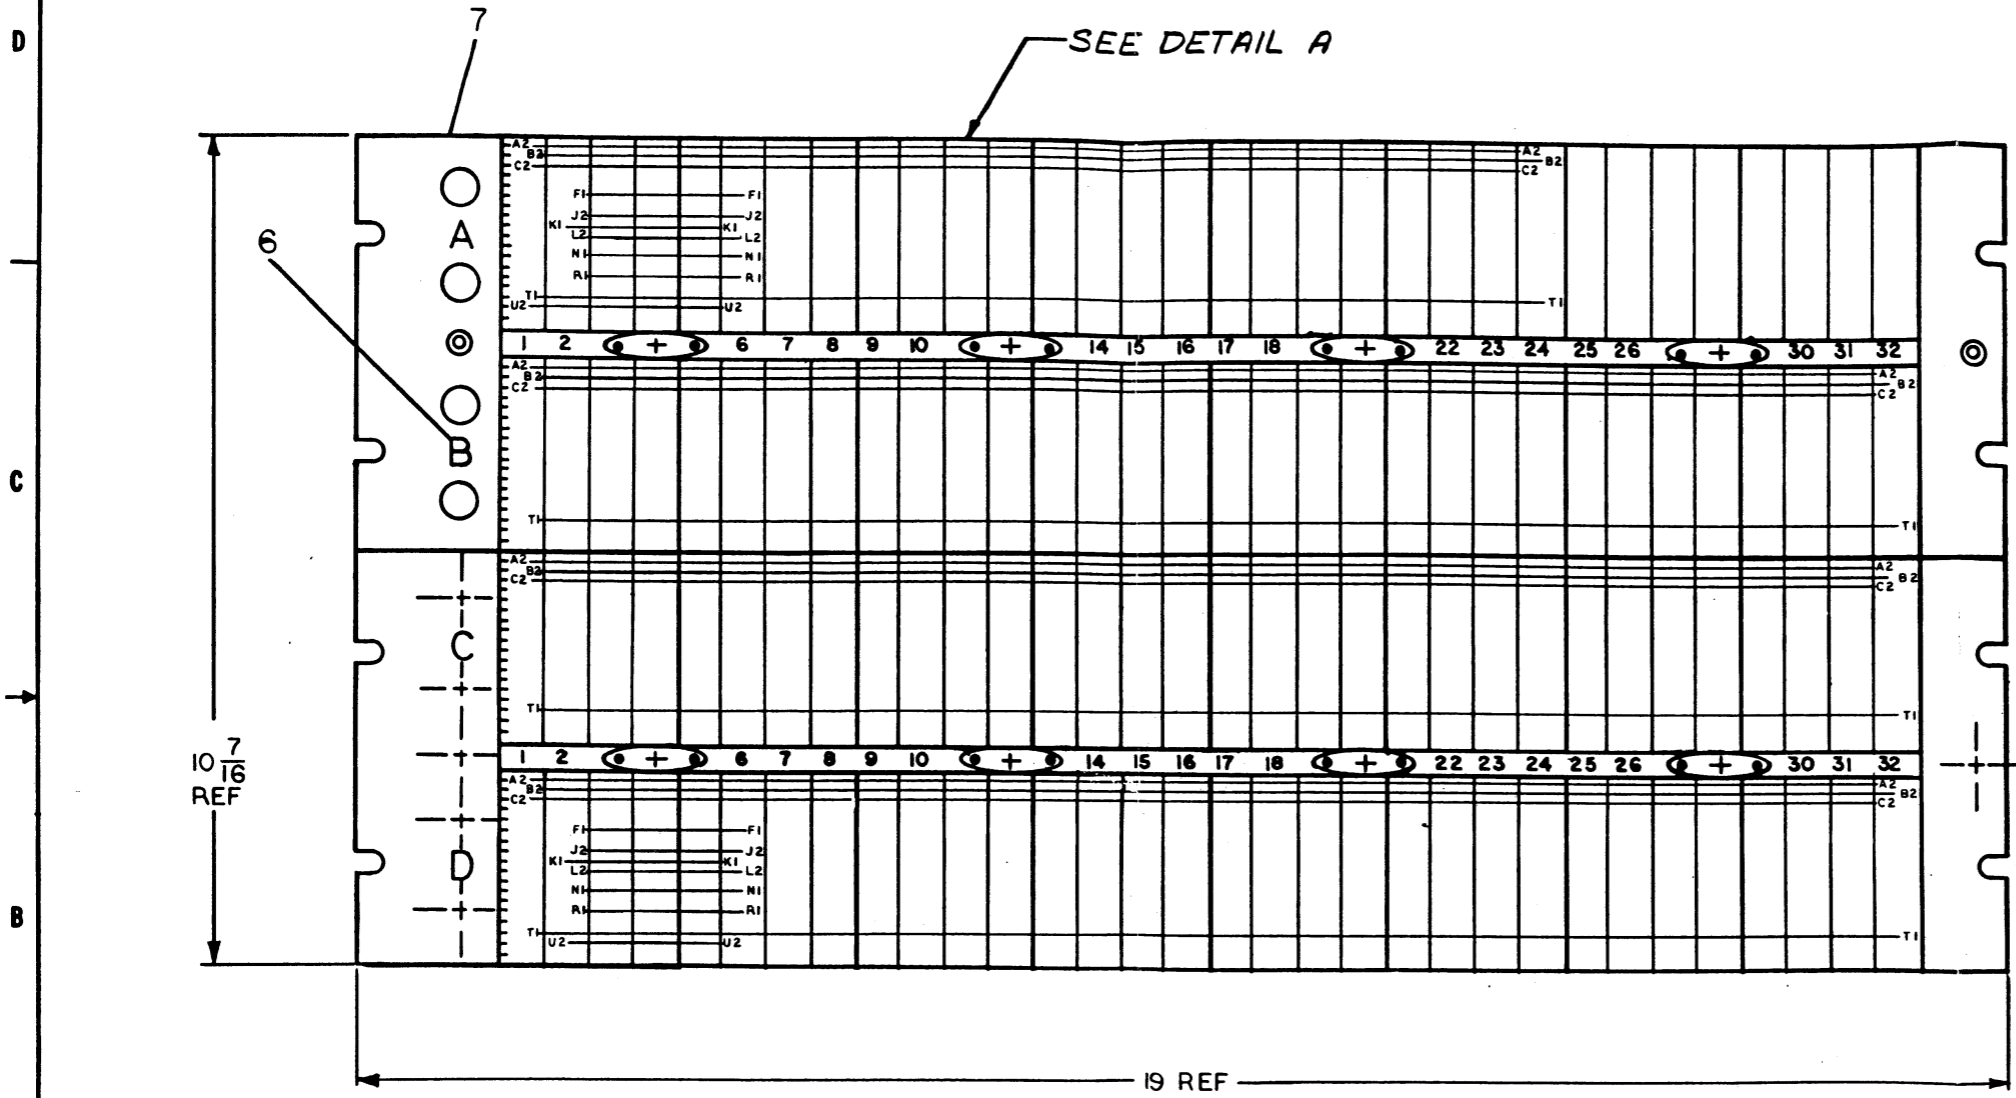 D
7
SEE DETAIL A
A2 A2
B2 B2
C2 C2
F1 F1
J2 J2
A
K1 K1
L2 L2
6
N1 N1
R1 R1
T1 T1
U2 U2
1 2 6 7 8 9 10 14 15 16 17 18 22 23 24 25 26 30 31 32
A2 A2
B2 B2
C2 C2
B
C
T1 T1
A2 A2
B2 B2
C2 C2
C
T1 T1
1 2 6 7 8 9 10 14 15 16 17 18 22 23 24 25 26 30 31 32
10 7/16
REF
A2 A2
B2 B2
C2 C2
F1 F1
J2 J2
K1 K1
D
L2 L2
N1 N1
R1 R1
B
T1 T1
U2 U2
19 REF